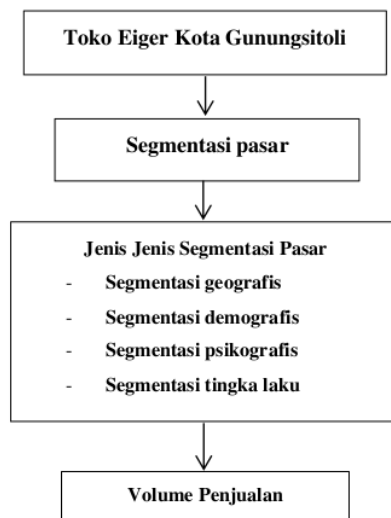 Toko Eiger Kota Gunungsitoli
Segmentasi pasar
Jenis Jenis Segmentasi Pasar
- Segmentasi geografis
- Segmentasi demografis
- Segmentasi psikografis
- Segmentasi tingka laku
Volume Penjualan